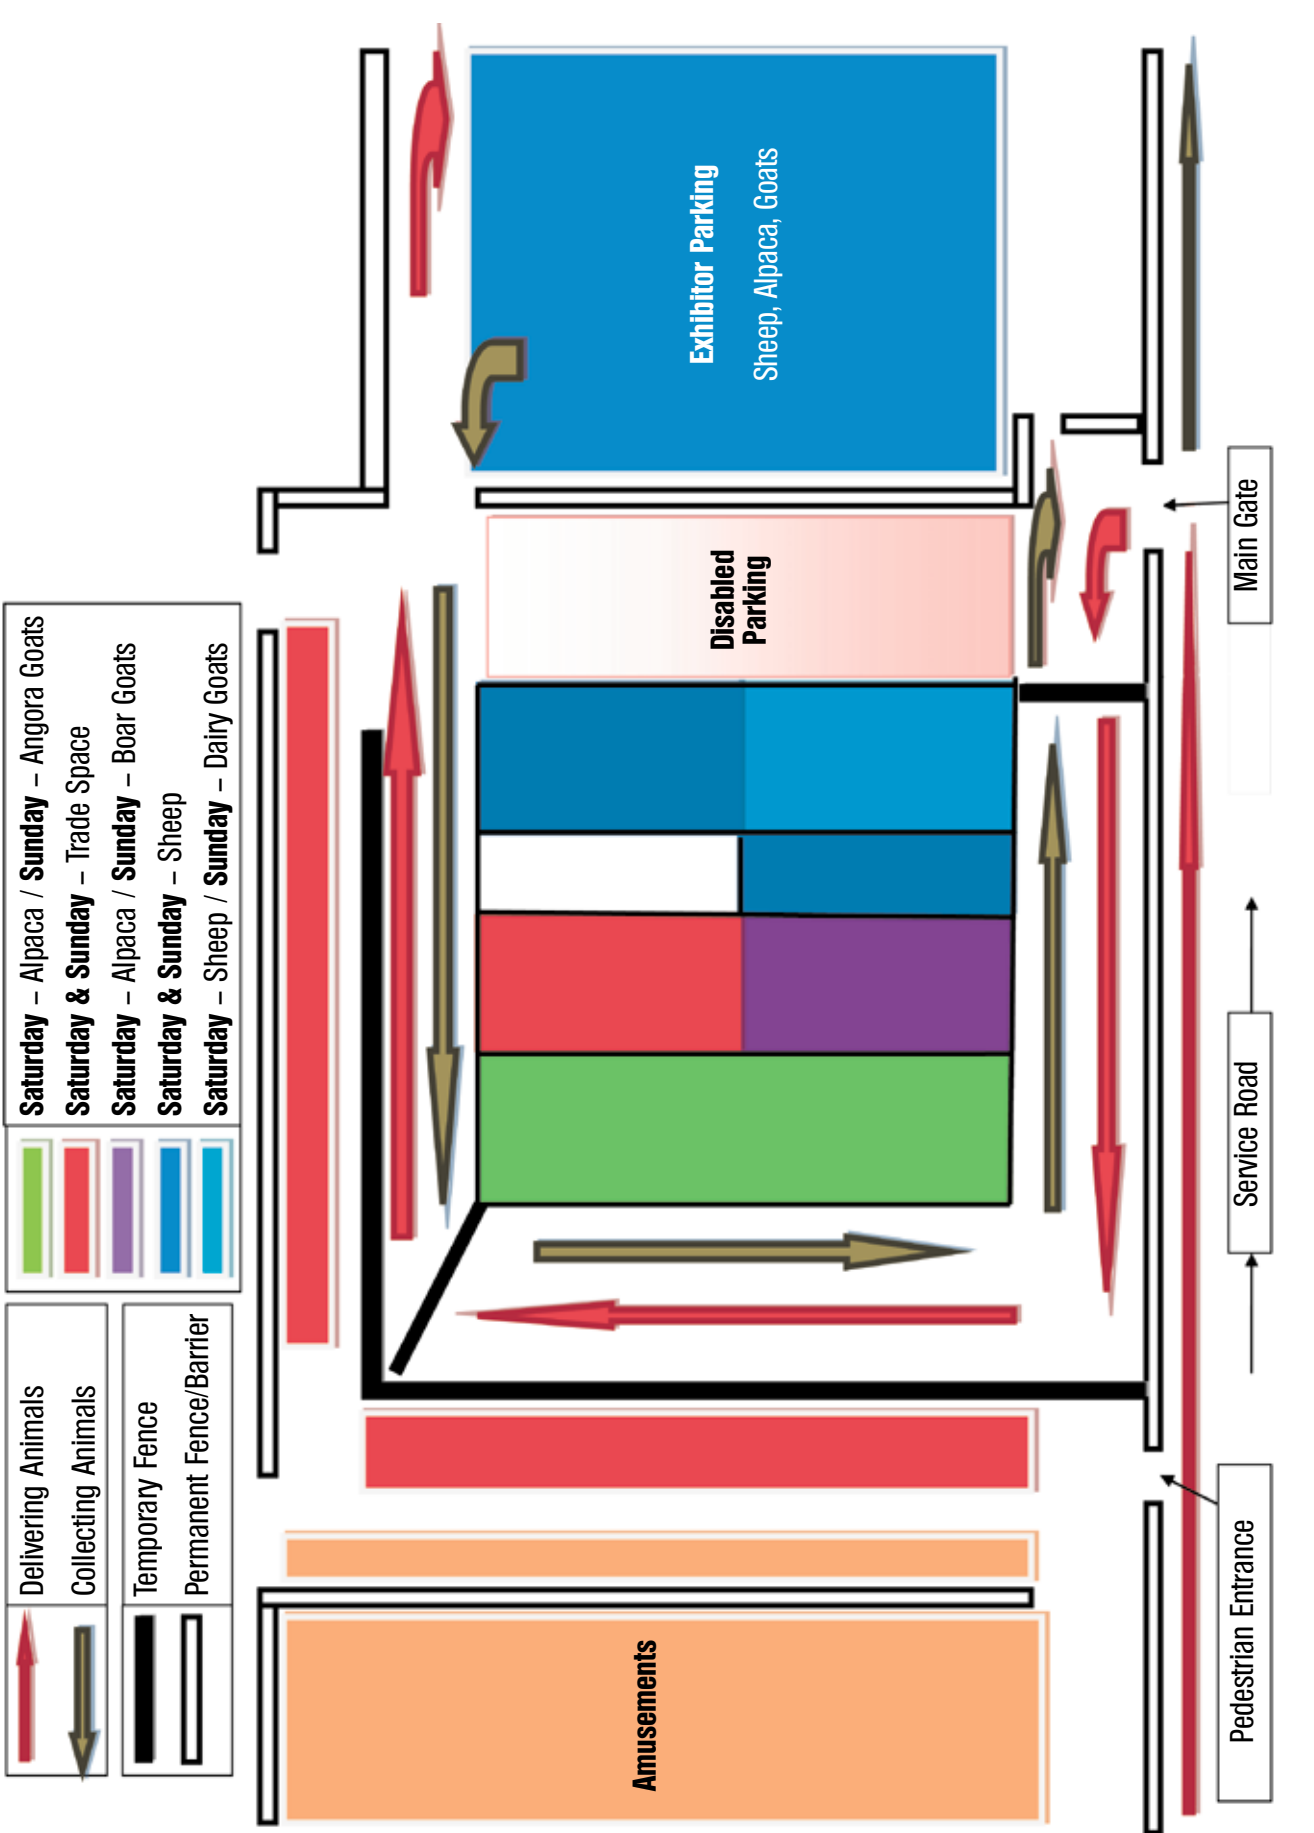 Delivering Animals
Collecting Animals
Temporary Fence
Permanent Fence/Barrier
Saturday – Alpaca / Sunday – Angora Goats
Saturday & Sunday – Trade Space
Saturday – Alpaca / Sunday – Boar Goats
Saturday & Sunday – Sheep
Saturday – Sheep / Sunday – Dairy Goats
Exhibitor Parking
Sheep, Alpaca, Goats
Disabled
Parking
Amusements
Pedestrian Entrance
Service Road
Main Gate